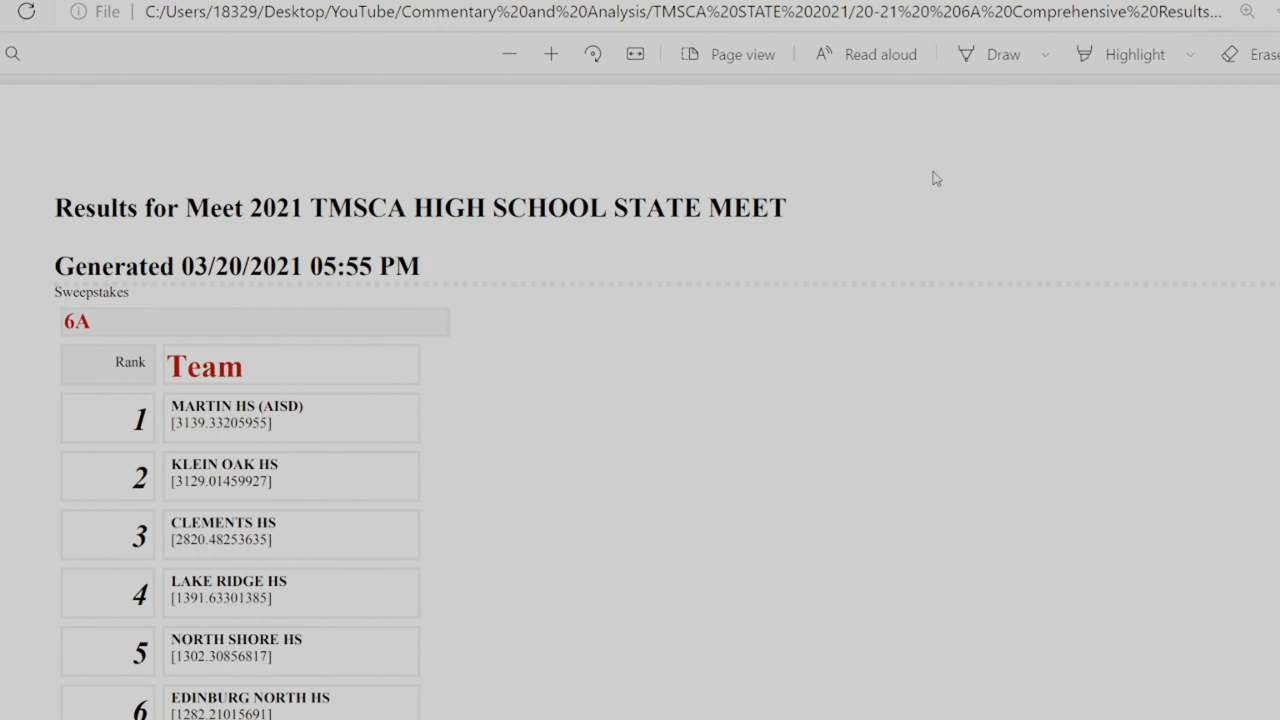 File C:/Users/18329/Desktop/YouTube/Commentary%20and%20Analysis/TMSCA%20STATE%202021/20-21%20%206A%20Comprehensive%20Results...
Page view Read aloud Draw Highlight Erase
Results for Meet 2021 TMSCA HIGH SCHOOL STATE MEET
Generated 03/20/2021 05:55 PM
Sweepstakes
6A
Rank Team
1 MARTIN HS (AISD)
[3139.33205955]
2 KLEIN OAK HS
[3129.01459927]
3 CLEMENTS HS
[2820.48253635]
4 LAKE RIDGE HS
[1391.63301385]
5 NORTH SHORE HS
[1302.30856817]
6 EDINBURG NORTH HS
[1282.21015691]